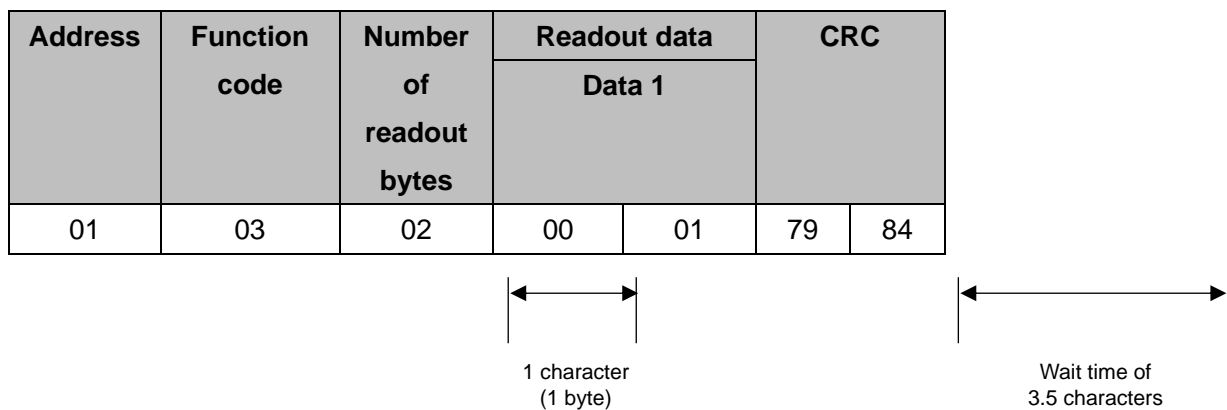 Address Function code Number of readout bytes Readout data CRC
Data 1
01 03 02 00 01 79 84
1 character
(1 byte)
Wait time of
3.5 characters